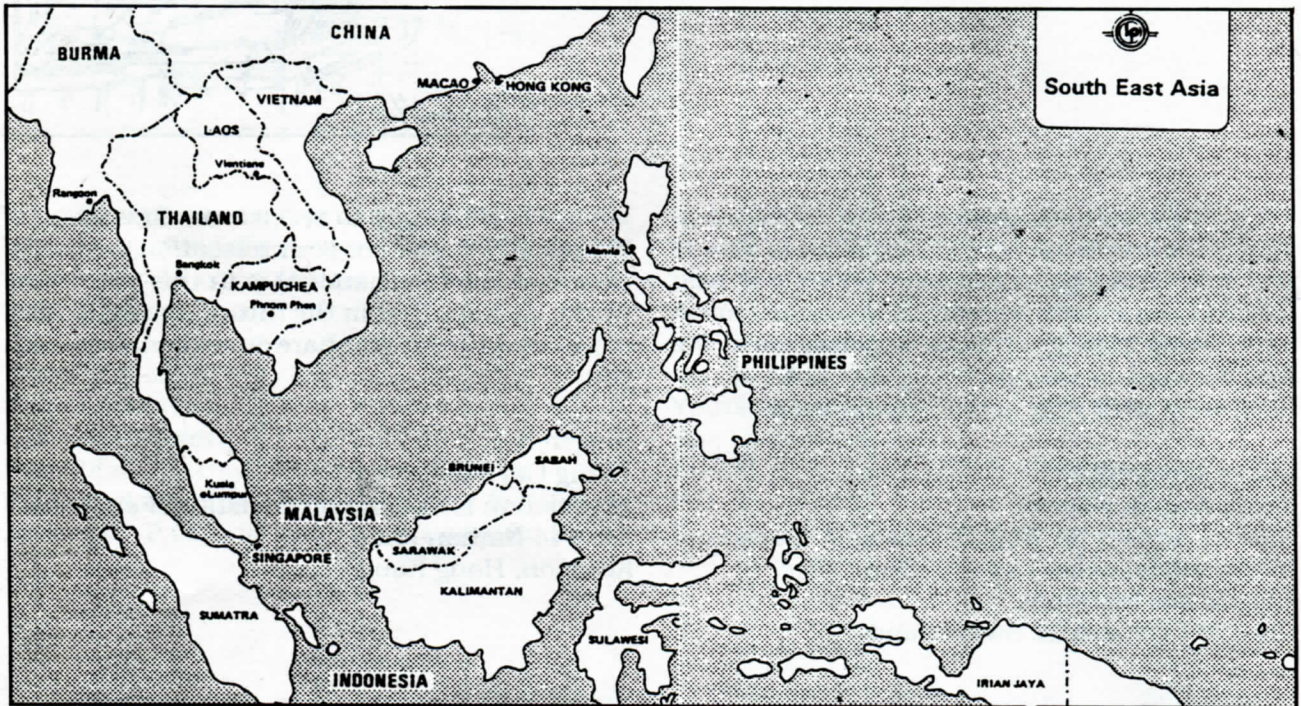 CHINA
BURMA
MACAO
HONG KONG
South East Asia
VIETNAM
LAOS
Vientiane
Rangoon
THAILAND
Manila
Bangkok
KAMPUCHEA
Phnom Phen
PHILIPPINES
BRUNEI
SABAH
Kuala
Lumpur
MALAYSIA
SARAWAK
SINGAPORE
KALIMANTAN
SUMATRA
SULAWESI
INDONESIA
IRIAN JAYA